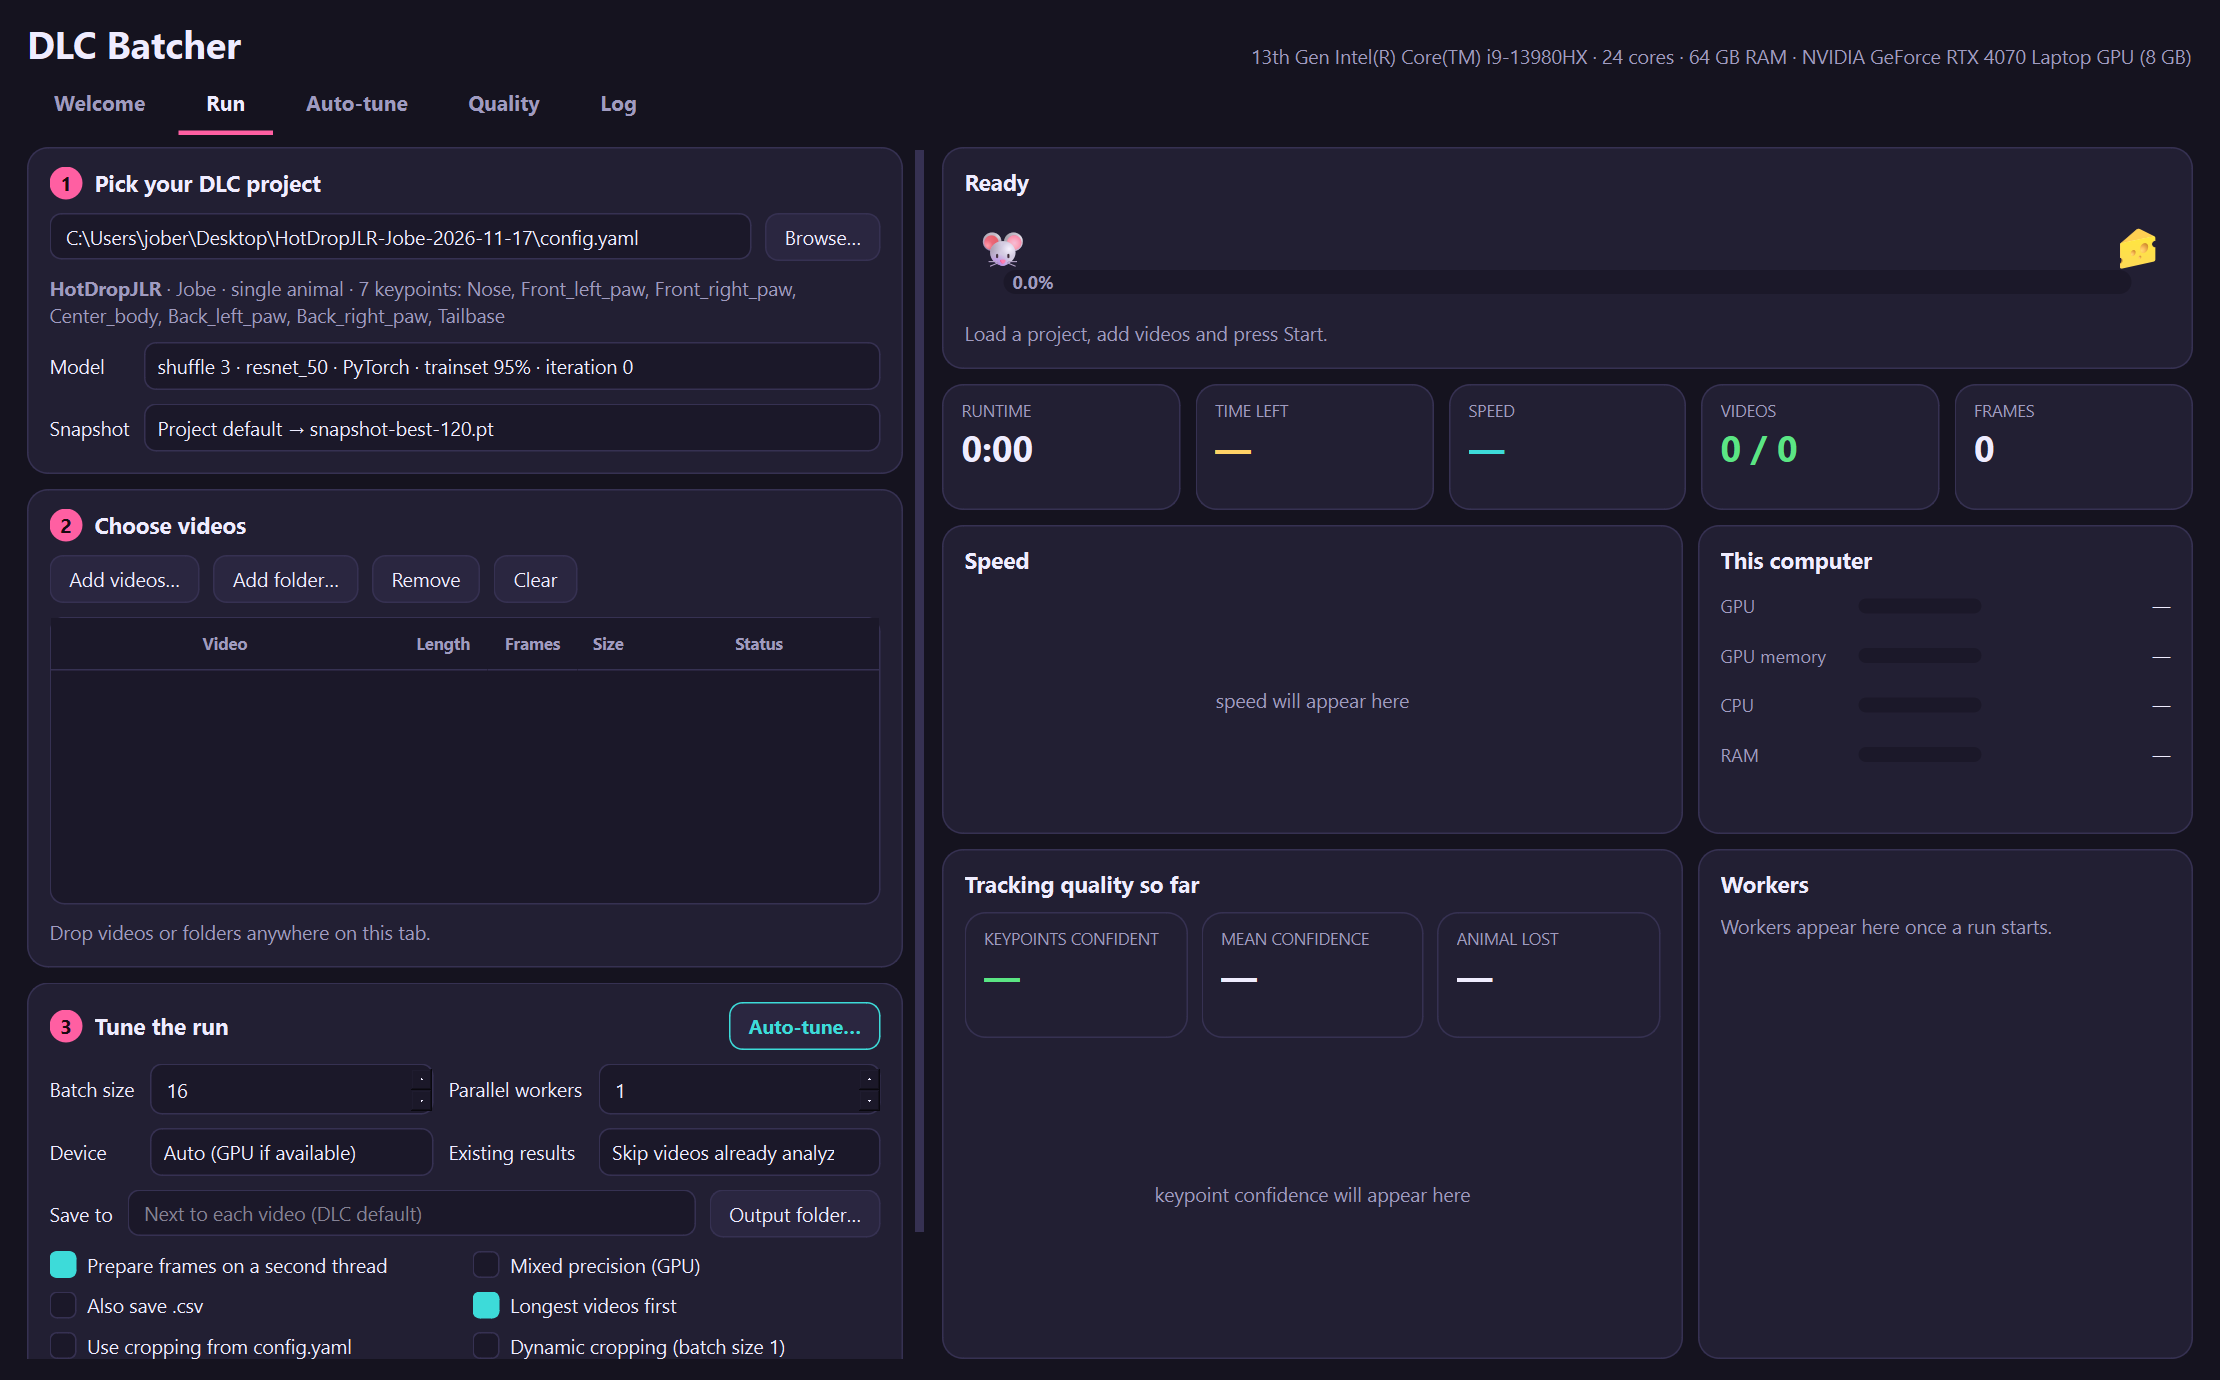 DLC Batcher
13th Gen Intel(R) Core(TM) i9-13980HX · 24 cores · 64 GB RAM · NVIDIA GeForce RTX 4070 Laptop GPU (8 GB)
Welcome Run Auto-tune Quality Log
1 Pick your DLC project
C:\Users\jober\Desktop\HotDropJLR-Jobe-2026-11-17\config.yaml Browse...
HotDropJLR · Jobe · single animal · 7 keypoints: Nose, Front_left_paw, Front_right_paw,
Center_body, Back_left_paw, Back_right_paw, Tailbase
Model shuffle 3 · resnet_50 · PyTorch · trainset 95% · iteration 0
Snapshot Project default → snapshot-best-120.pt
2 Choose videos
Add videos... Add folder... Remove Clear
Video Length Frames Size Status
Drop videos or folders anywhere on this tab.
3 Tune the run Auto-tune...
Batch size 16 Parallel workers 1
Device Auto (GPU if available) Existing results Skip videos already analyz
Save to Next to each video (DLC default) Output folder...
Prepare frames on a second thread Mixed precision (GPU)
Also save .csv Longest videos first
Use cropping from config.yaml Dynamic cropping (batch size 1)
Ready
0.0%
Load a project, add videos and press Start.
RUNTIME TIME LEFT SPEED VIDEOS FRAMES
0:00 — — 0 / 0 0
Speed
speed will appear here
This computer
GPU —
GPU memory —
CPU —
RAM —
Tracking quality so far
KEYPOINTS CONFIDENT MEAN CONFIDENCE ANIMAL LOST
— — —
keypoint confidence will appear here
Workers
Workers appear here once a run starts.